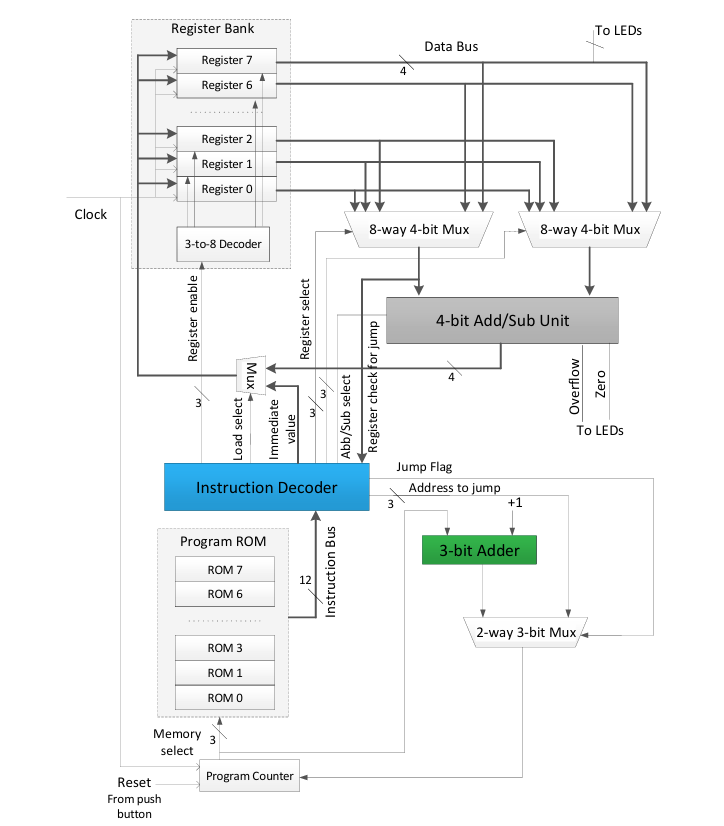 Register Bank
To LEDs
Data Bus
Register 7
4
Register 6
Register 2
Register 1
Register 0
Clock
8-way 4-bit Mux
8-way 4-bit Mux
3-to-8 Decoder
Register enable
Register select
4-bit Add/Sub Unit
Register check for jump
Mux
4
Overflow
Zero
3
3
3
Load select
Immediate
value
Abb/Sub select
To LEDs
Instruction Decoder
Jump Flag
Address to jump
3
+1
Program ROM
3-bit Adder
ROM 7
12
Instruction Bus
ROM 6
2-way 3-bit Mux
ROM 3
ROM 1
ROM 0
Memory
select
3
Program Counter
Reset
From push
button